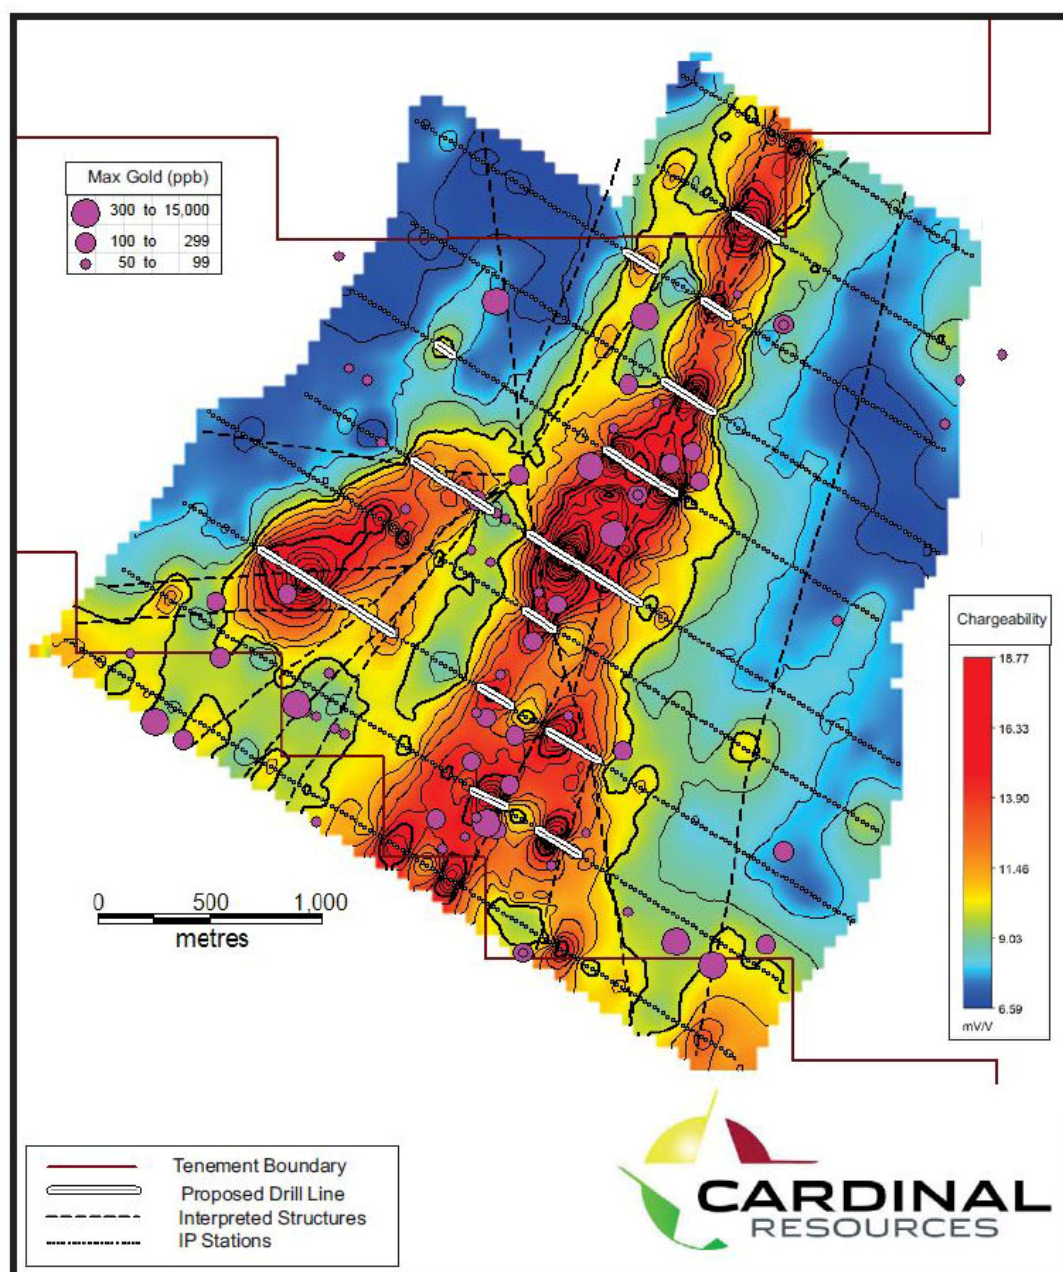 Max Gold (ppb)
300 to 15,000
100 to 299
50 to 99
Chargeability
18.77
16.33
13.90
11.46
9.03
6.59
mV/V
0 500 1,000
metres
Tenement Boundary
Proposed Drill Line
Interpreted Structures
IP Stations
CARDINAL
RESOURCES